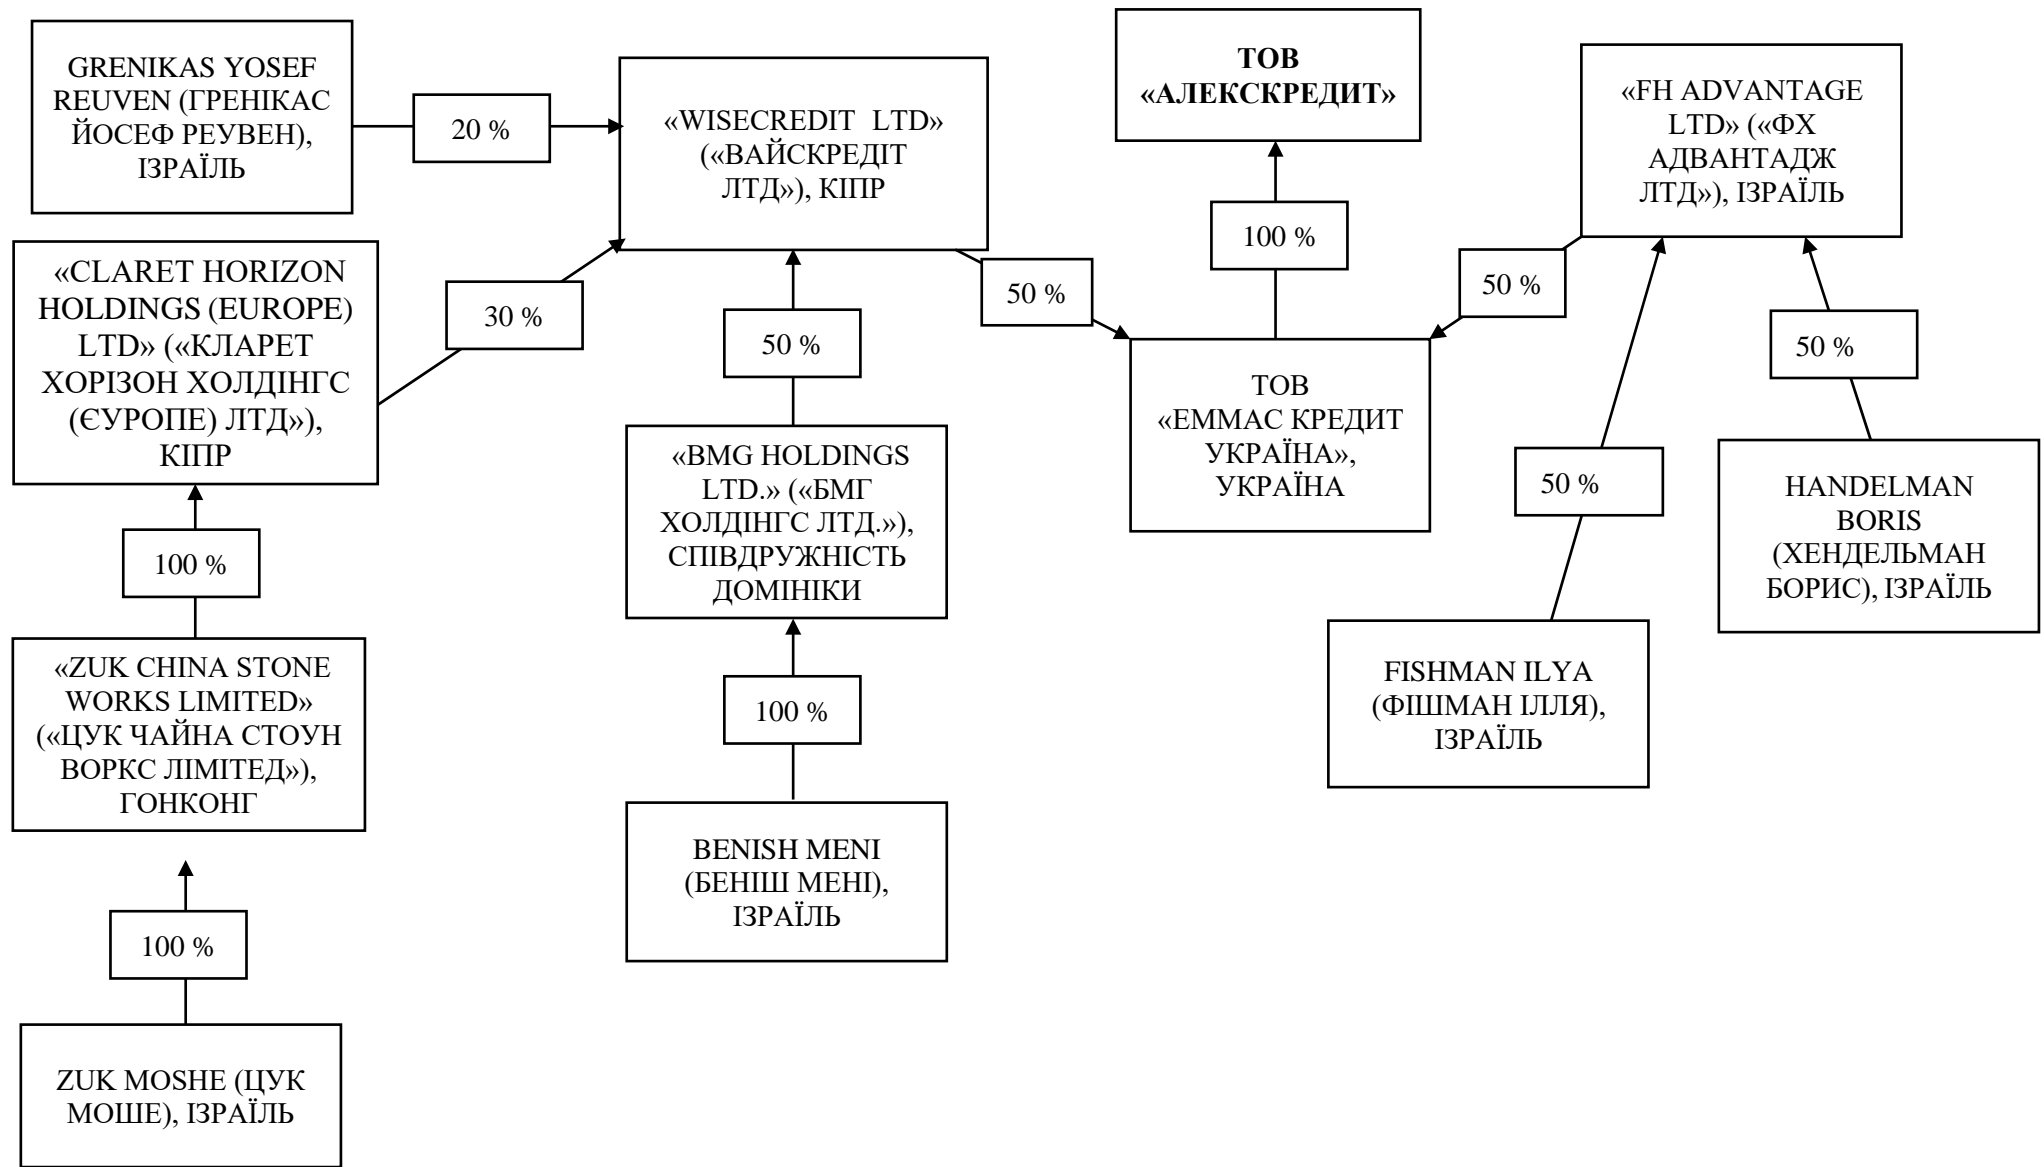 GRENIKAS YOSEF
REUVEN (ГРЕНІКАС
ЙОСЕФ РЕУВЕН),
ІЗРАЇЛЬ
20 %
«WISECREDIT LTD»
(«ВАЙСКРЕДІТ
ЛТД»), КІПР
ТОВ
«АЛЕКСКРЕДИТ»
100 %
«FH ADVANTAGE
LTD» («ФХ
АДВАНТАДЖ
ЛТД»), ІЗРАЇЛЬ
«CLARET HORIZON
HOLDINGS (EUROPE)
LTD» («КЛАРЕТ
ХОРІЗОН ХОЛДІНГС
(ЄУРОПЕ) ЛТД»),
КІПР
30 %
50 %
50 %
50 %
50 %
50 %
ТОВ
«ЕММАС КРЕДИТ
УКРАЇНА»,
УКРАЇНА
«BMG HOLDINGS
LTD.» («БМГ
ХОЛДІНГС ЛТД.»),
СПІВДРУЖНІСТЬ
ДОМІНІКИ
HANDELMAN
BORIS
(ХЕНДЕЛЬМАН
БОРИС), ІЗРАЇЛЬ
100 %
«ZUK CHINA STONE
WORKS LIMITED»
(«ЦУК ЧАЙНА СТОУН
ВОРКС ЛІМІТЕД»),
ГОНКОНГ
100 %
FISHMAN ILYA
(ФІШМАН ІЛЛЯ),
ІЗРАЇЛЬ
BENISH MENI
(БЕНІШ МЕНІ),
ІЗРАЇЛЬ
100 %
ZUK MOSHE (ЦУК
МОШЕ), ІЗРАЇЛЬ